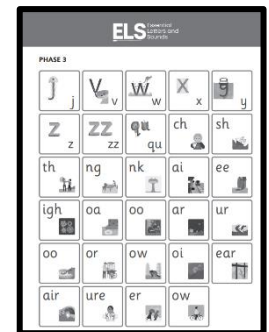 ELS Essential Letters and Sounds
PHASE 3
j j v v w w x x y y
z z zz zz qu qu ch sh
th ng nk ai ee
igh oa oo ar ur
oo or ow oi ear
air ure er ow